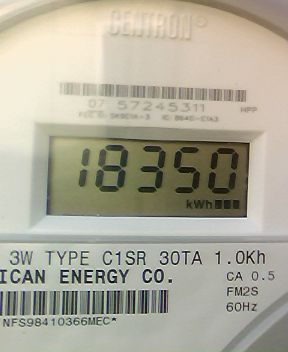 CENTRON®
07 57245311 HPP
18350
kWh
3W TYPE C1SR 30TA 1.0Kh
ICAN ENERGY CO. CA 0.5
FM2S
NFS98410366MEC* 60Hz